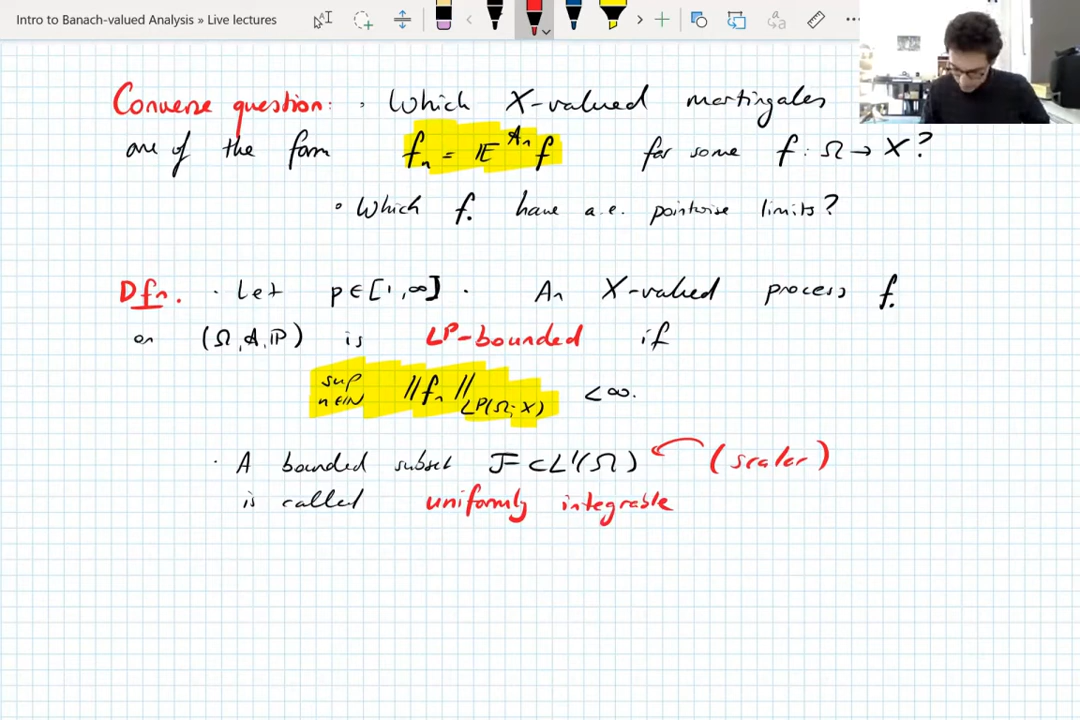 Intro to Banach-valued Analysis » Live lectures
Converse question: • Which X-valued martingales
are of the form fₙ = 𝔼^{𝒜ₙ} f for some f: Ω → X?
• Which f. have a.e. pointwise limits?
Dfn. • Let p ∈ [1, ∞]. An X-valued process f.
on (Ω, 𝒜, ℙ) is Lᵖ-bounded if
sup_{n∈ℕ} ‖fₙ‖_{Lᵖ(Ω; X)} < ∞.
• A bounded subset ℱ ⊂ L¹(Ω) (scalar)
is called uniformly integrable